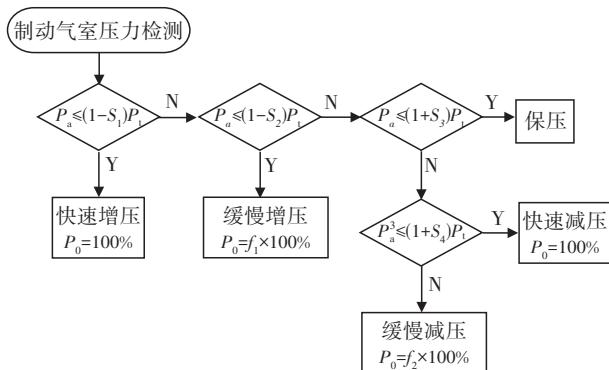 制动气室压力检测
Pₐ≤(1−S₁)Pₜ
N
Pₐ≤(1−S₂)Pₜ
N
Pₐ≤(1+S₃)Pₜ
Y
保压
Y
Y
N
快速增压
P₀=100%
缓慢增压
P₀=f₁×100%
Pₐ³≤(1+S₄)Pₜ
Y
快速减压
P₀=100%
N
缓慢减压
P₀=f₂×100%